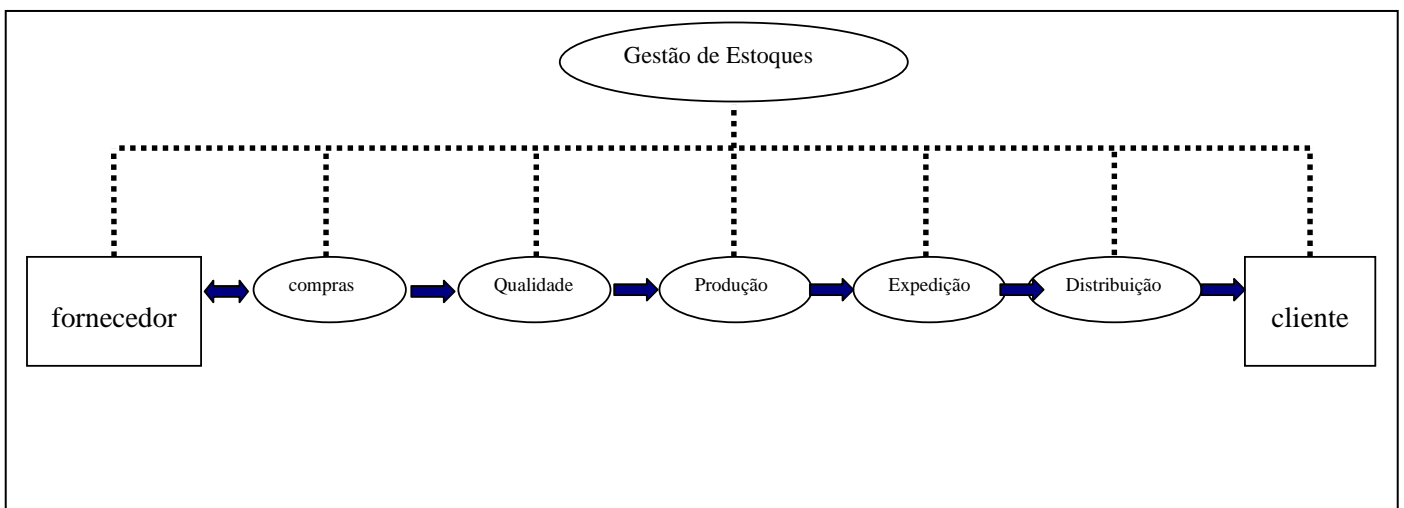 Gestão de Estoques
fornecedor
compras
Qualidade
Produção
Expedição
Distribuição
cliente